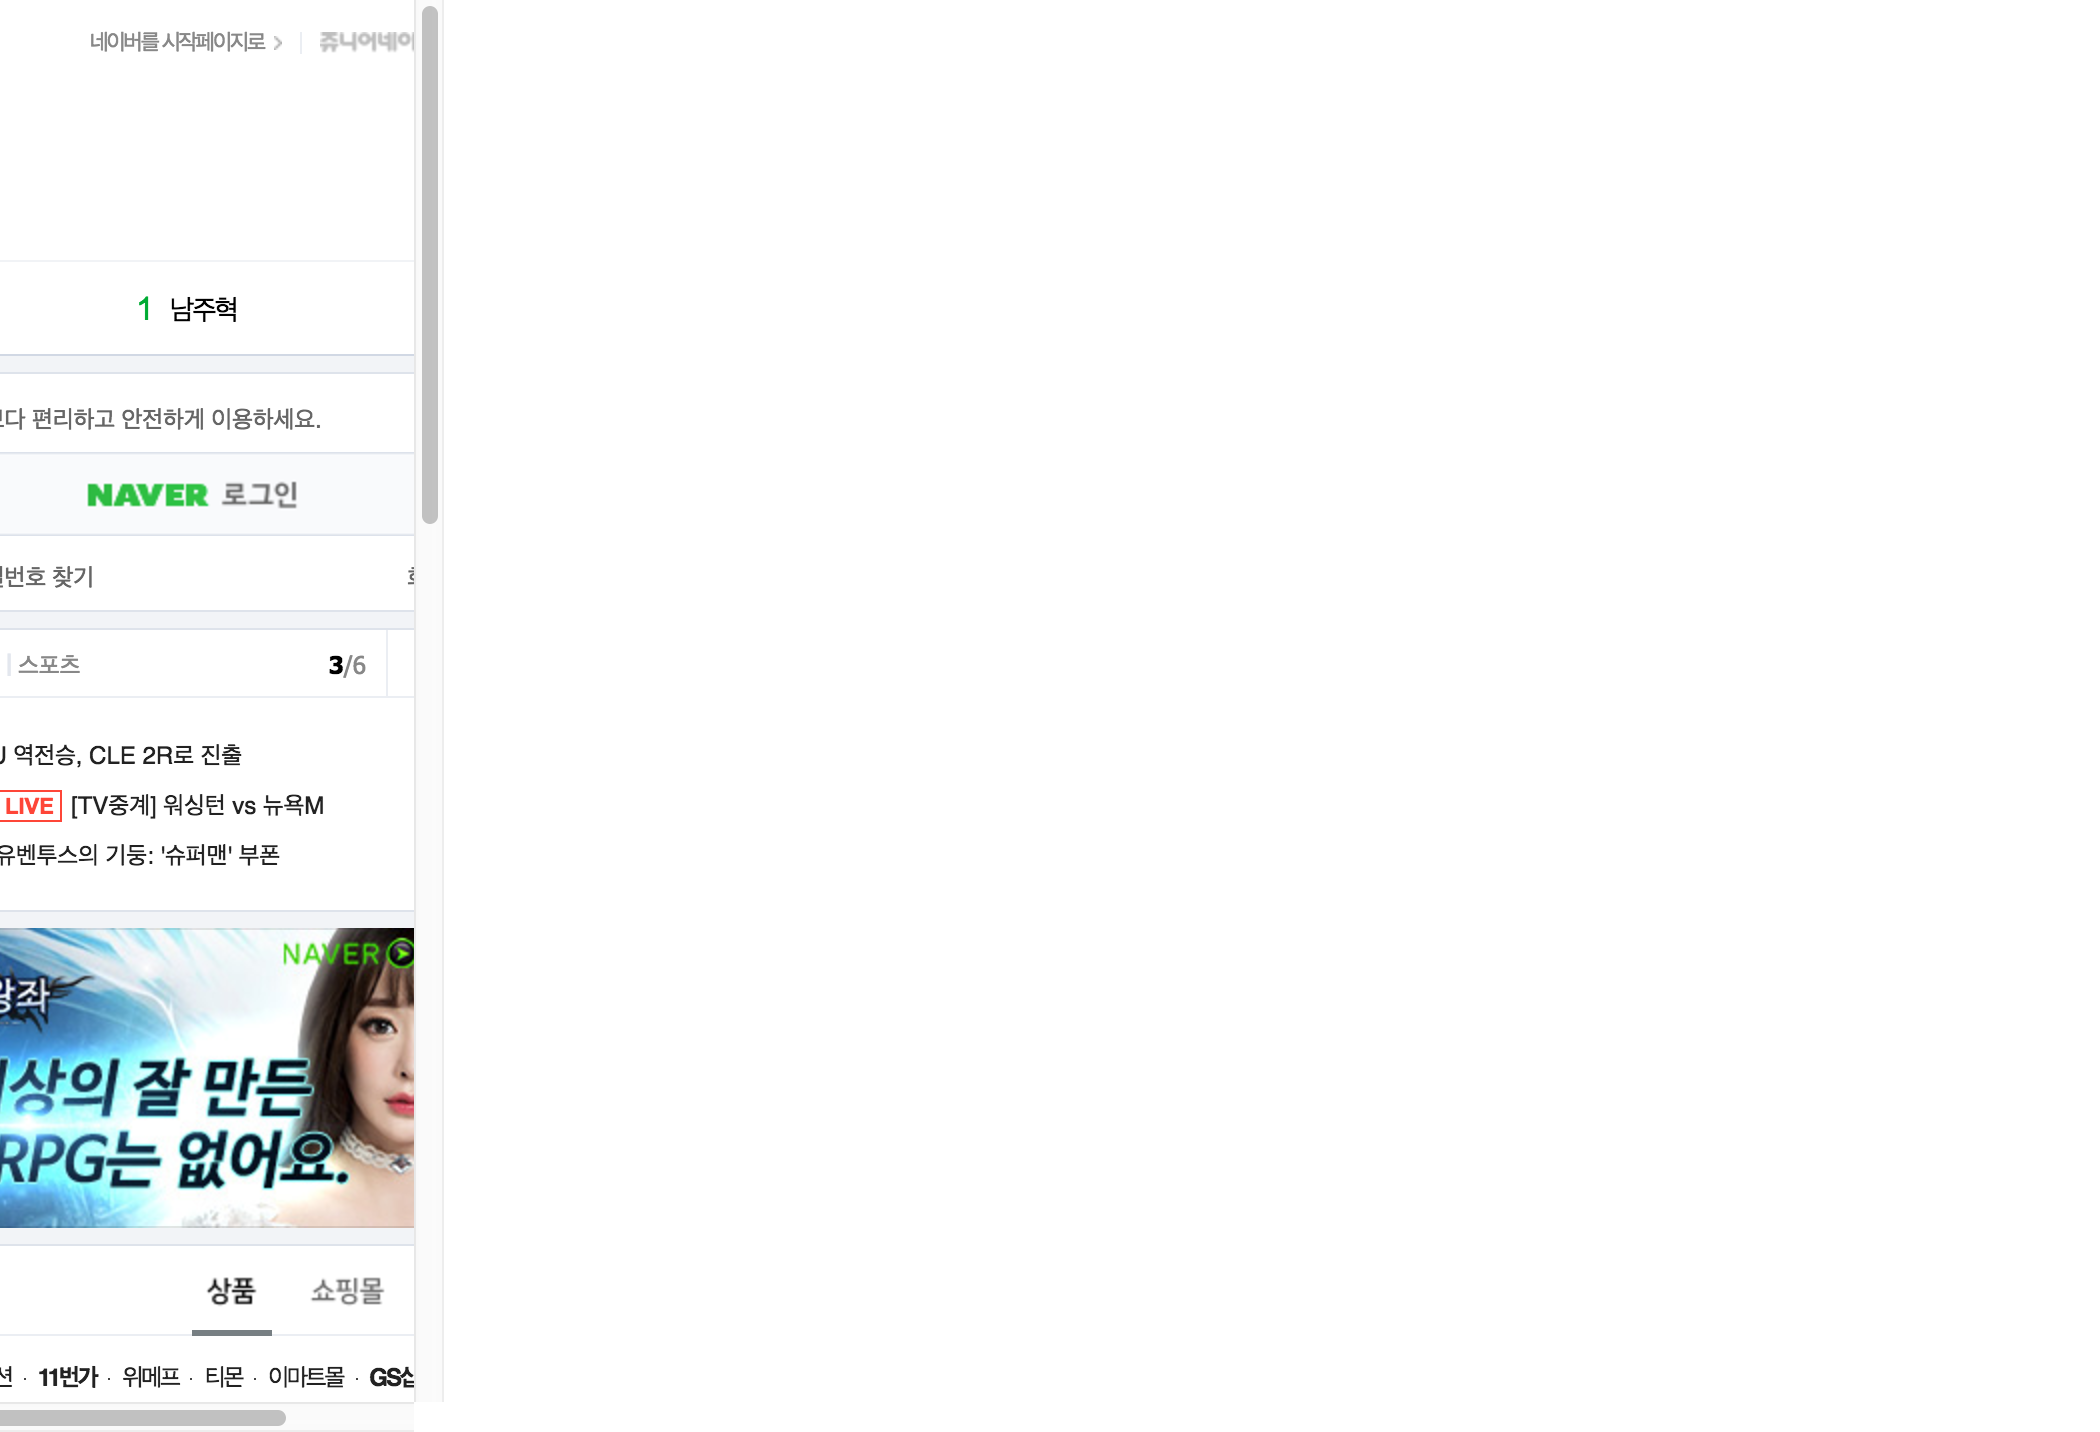 네이버를 시작페이지로
쥬니어네이
1 남주혁
다 편리하고 안전하게 이용하세요.
NAVER 로그인
번호 찾기
스포츠 3/6
역전승, CLE 2R로 진출
LIVE [TV중계] 워싱턴 vs 뉴욕M
유벤투스의 기둥: '슈퍼맨' 부폰
NAVER
왕좌
상의 잘 만든
RPG는 없어요.
상품 쇼핑몰
션 · 11번가 · 위메프 · 티몬 · 이마트몰 · GS샵